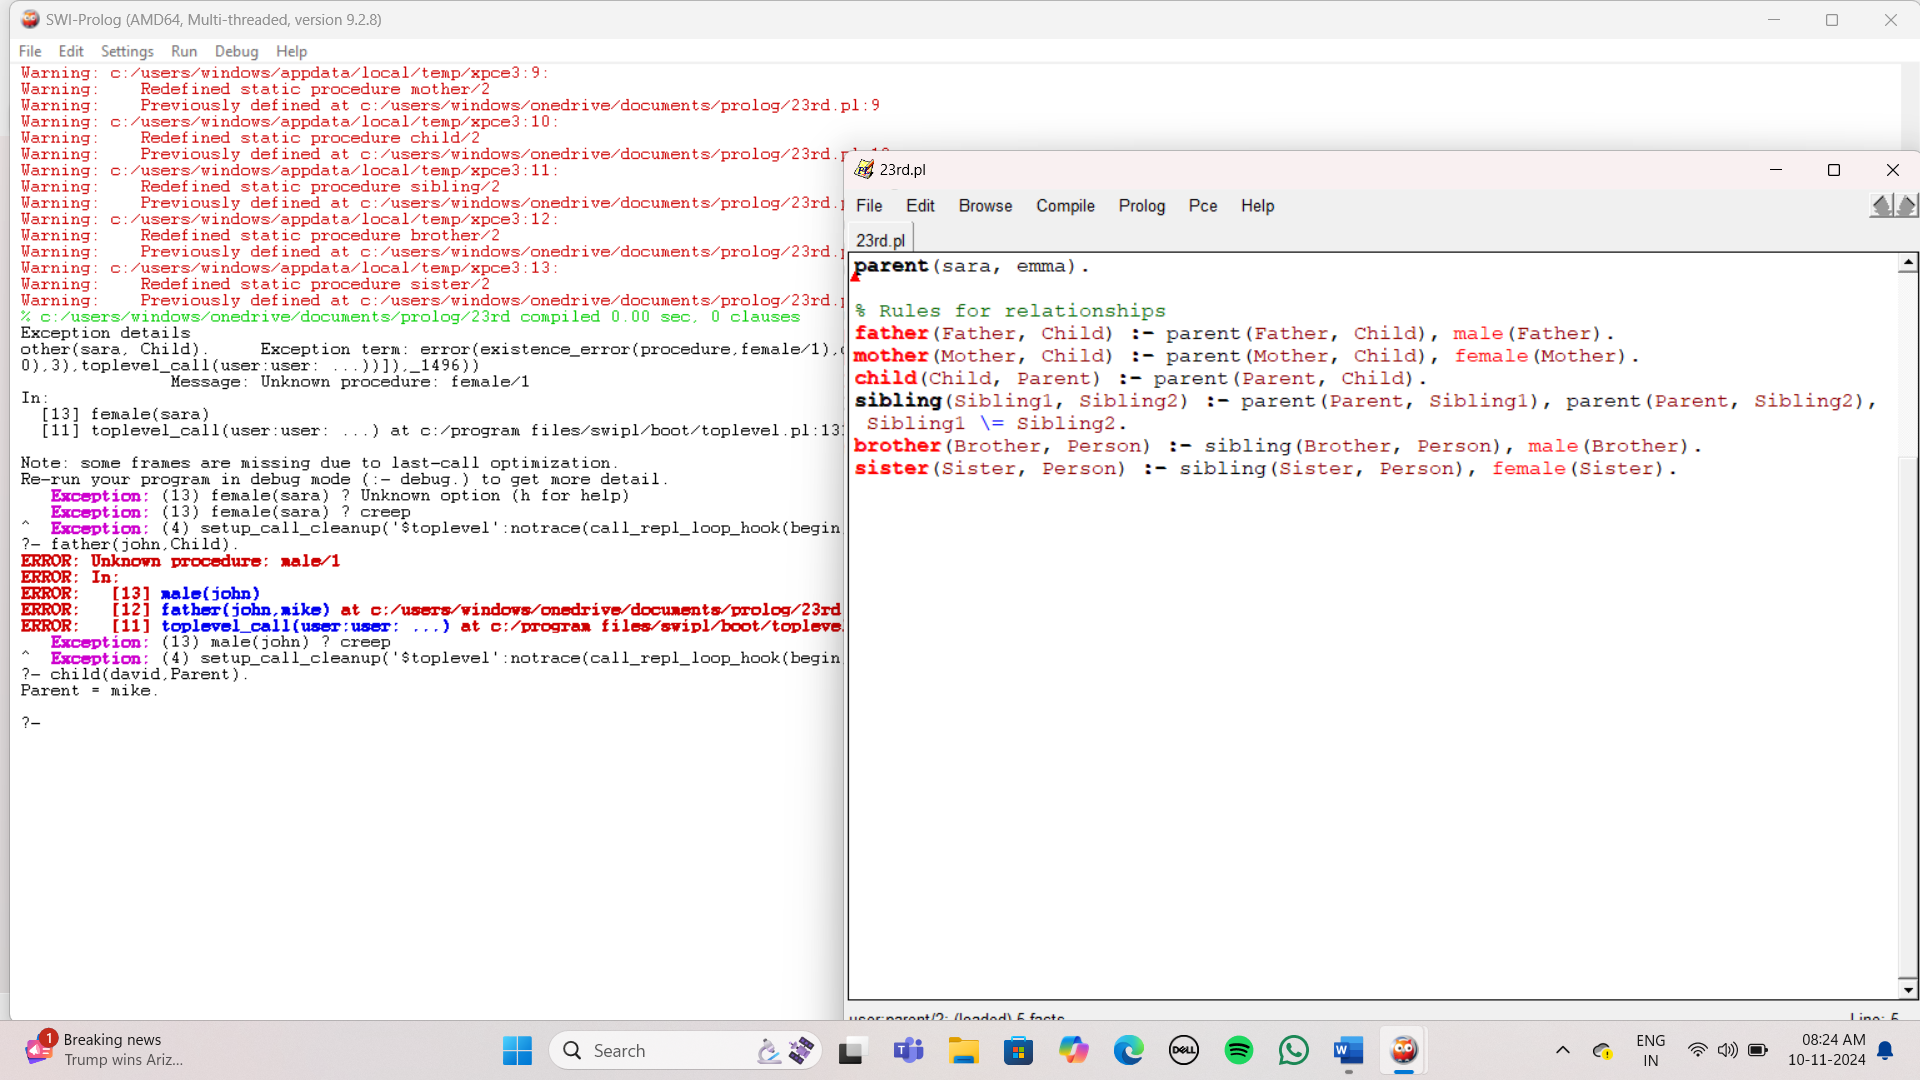 SWI-Prolog (AMD64, Multi-threaded, version 9.2.8)
File Edit Settings Run Debug Help
Warning: c:/users/windows/appdata/local/temp/xpce3:9:
Warning:    Redefined static procedure mother/2
Warning:    Previously defined at c:/users/windows/onedrive/documents/prolog/23rd.pl:9
Warning: c:/users/windows/appdata/local/temp/xpce3:10:
Warning:    Redefined static procedure child/2
Warning:    Previously defined at c:/users/windows/onedrive/documents/prolog/23rd.
Warning: c:/users/windows/appdata/local/temp/xpce3:11:
Warning:    Redefined static procedure sibling/2
Warning:    Previously defined at c:/users/windows/onedrive/documents/prolog/23rd.
Warning: c:/users/windows/appdata/local/temp/xpce3:12:
Warning:    Redefined static procedure brother/2
Warning:    Previously defined at c:/users/windows/onedrive/documents/prolog/23rd.
Warning: c:/users/windows/appdata/local/temp/xpce3:13:
Warning:    Redefined static procedure sister/2
Warning:    Previously defined at c:/users/windows/onedrive/documents/prolog/23rd.
% c:/users/windows/onedrive/documents/prolog/23rd compiled 0.00 sec, 0 clauses
Exception details
other(sara, Child).     Exception term: error(existence_error(procedure,female/1),
0),3),toplevel_call(user:user: ...))]),_1496))
Message: Unknown procedure: female/1
In:
[13] female(sara)
[11] toplevel_call(user:user: ...) at c:/program files/swipl/boot/toplevel.pl:13
Note: some frames are missing due to last-call optimization.
Re-run your program in debug mode (:- debug.) to get more detail.
Exception: (13) female(sara) ? Unknown option (h for help)
Exception: (13) female(sara) ? creep
^  Exception: (4) setup_call_cleanup('$toplevel':notrace(call_repl_loop_hook(begin
?- father(john,Child).
ERROR: Unknown procedure: male/1
ERROR: In:
ERROR:   [13] male(john)
ERROR:   [12] father(john,mike) at c:/users/windows/onedrive/documents/prolog/23rd
ERROR:   [11] toplevel_call(user:user: ...) at c:/program files/swipl/boot/topleve
Exception: (13) male(john) ? creep
^  Exception: (4) setup_call_cleanup('$toplevel':notrace(call_repl_loop_hook(begin
?- child(david,Parent).
Parent = mike.
?-
23rd.pl
File Edit Browse Compile Prolog Pce Help
23rd.pl
parent(sara, emma).
% Rules for relationships
father(Father, Child) :- parent(Father, Child), male(Father).
mother(Mother, Child) :- parent(Mother, Child), female(Mother).
child(Child, Parent) :- parent(Parent, Child).
sibling(Sibling1, Sibling2) :- parent(Parent, Sibling1), parent(Parent, Sibling2),
Sibling1 \= Sibling2.
brother(Brother, Person) :- sibling(Brother, Person), male(Brother).
sister(Sister, Person) :- sibling(Sister, Person), female(Sister).
user:parent/2: (loaded) 5 facts
Line: 5
1
Breaking news
Trump wins Ariz...
Search
DELL
ENG
IN
08:24 AM
10-11-2024